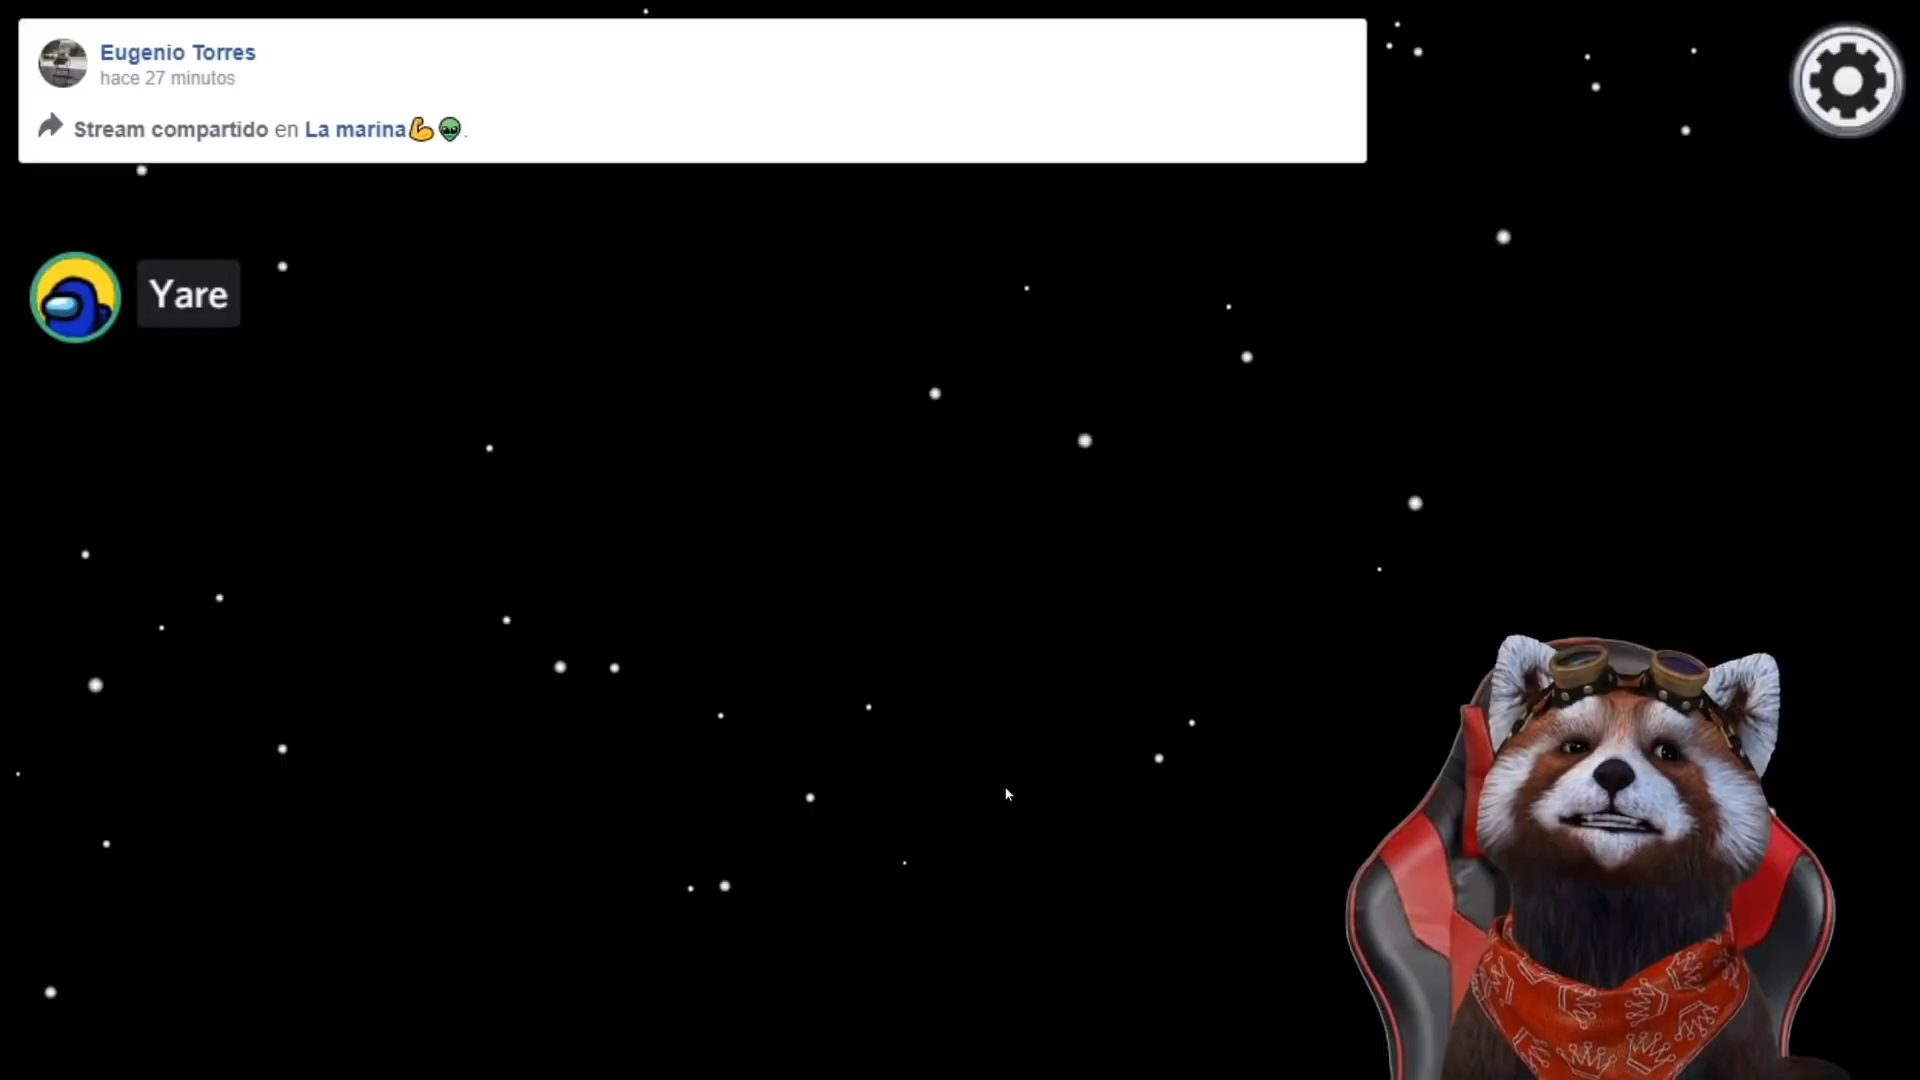 Eugenio Torres
hace 27 minutos
Stream compartido en La marina💪👽.
Yare